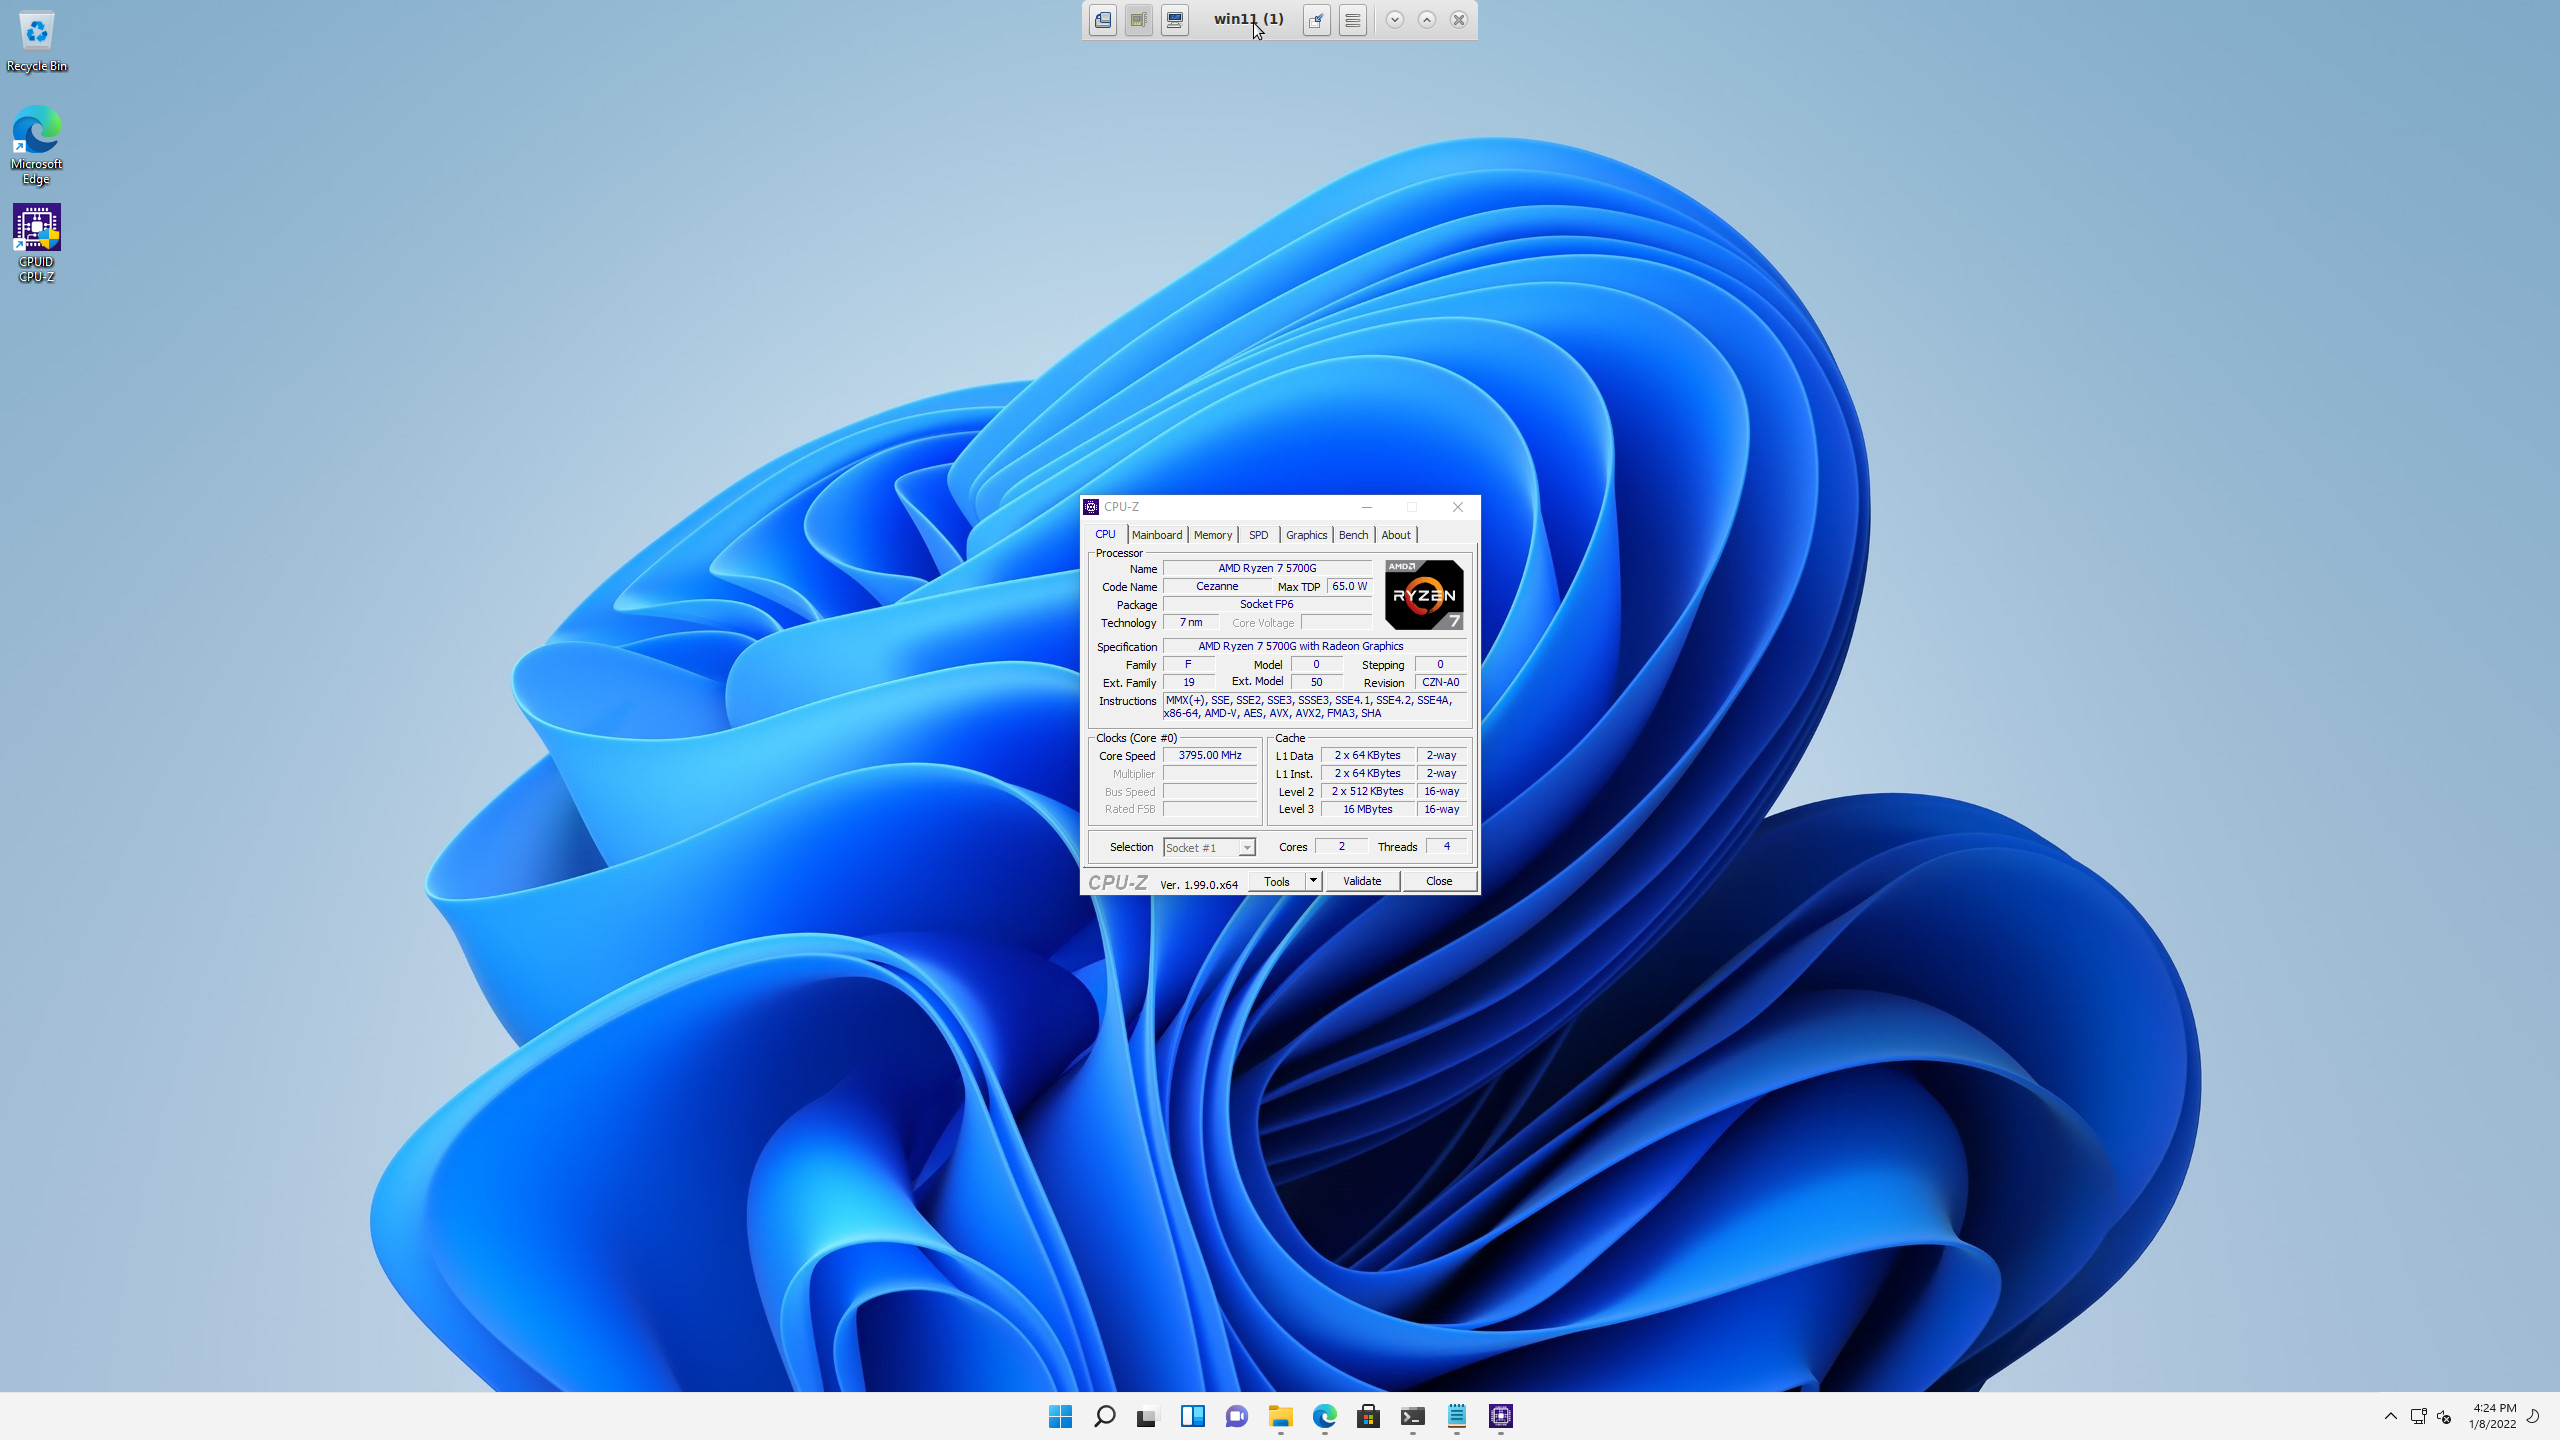 win11 (1)
Recycle Bin
Microsoft
Edge
CPUID
CPU-Z
CPU-Z
CPU Mainboard Memory SPD Graphics Bench About
Processor
Name AMD Ryzen 7 5700G
Code Name Cezanne Max TDP 65.0 W
Package Socket FP6
Technology 7 nm Core Voltage
AMD
RYZEN
7
Specification AMD Ryzen 7 5700G with Radeon Graphics
Family F Model 0 Stepping 0
Ext. Family 19 Ext. Model 50 Revision CZN-A0
Instructions MMX(+), SSE, SSE2, SSE3, SSSE3, SSE4.1, SSE4.2, SSE4A,
x86-64, AMD-V, AES, AVX, AVX2, FMA3, SHA
Clocks (Core #0)
Core Speed 3795.00 MHz
Multiplier
Bus Speed
Rated FSB
Cache
L1 Data 2 x 64 KBytes 2-way
L1 Inst. 2 x 64 KBytes 2-way
Level 2 2 x 512 KBytes 16-way
Level 3 16 MBytes 16-way
Selection Socket #1 Cores 2 Threads 4
CPU-Z Ver. 1.99.0.x64 Tools Validate Close
4:24 PM
1/8/2022